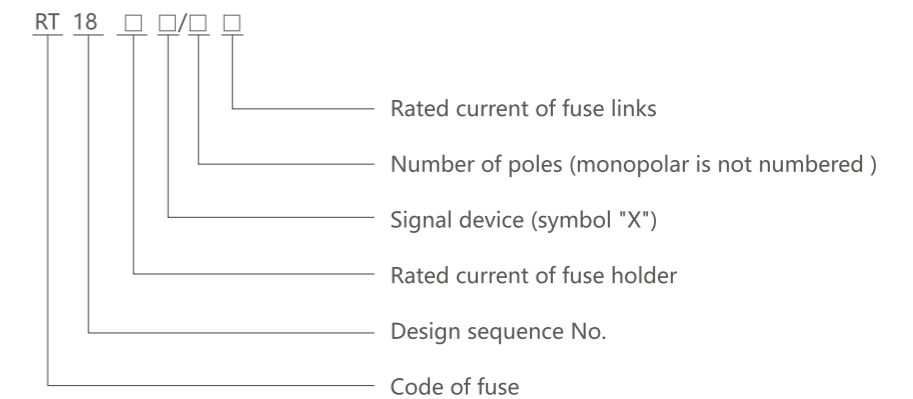 RT 18 □ □/□ □
Rated current of fuse links
Number of poles (monopolar is not numbered )
Signal device (symbol "X")
Rated current of fuse holder
Design sequence No.
Code of fuse